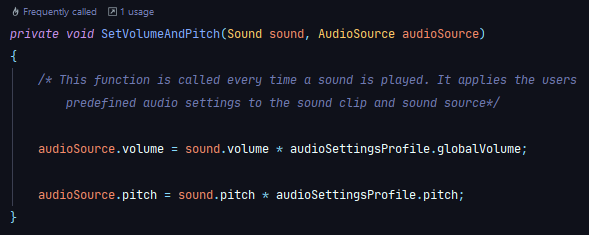 Frequently called 1 usage
private void SetVolumeAndPitch(Sound sound, AudioSource audioSource)
{
/* This function is called every time a sound is played. It applies the users
predefined audio settings to the sound clip and sound source*/
audioSource.volume = sound.volume * audioSettingsProfile.globalVolume;
audioSource.pitch = sound.pitch * audioSettingsProfile.pitch;
}